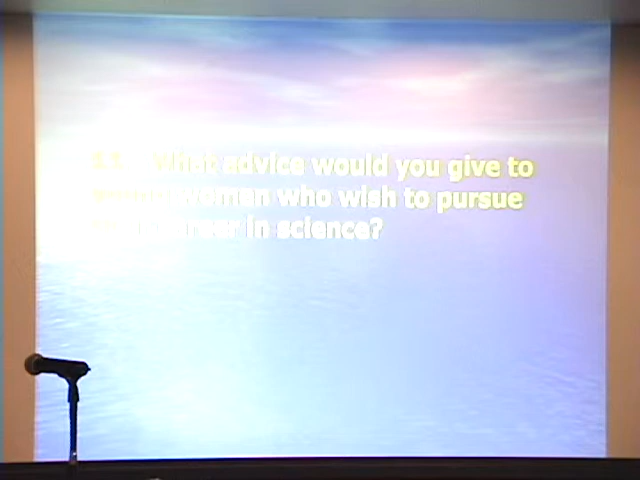 What advice would you give to
women who wish to pursue
career in science?